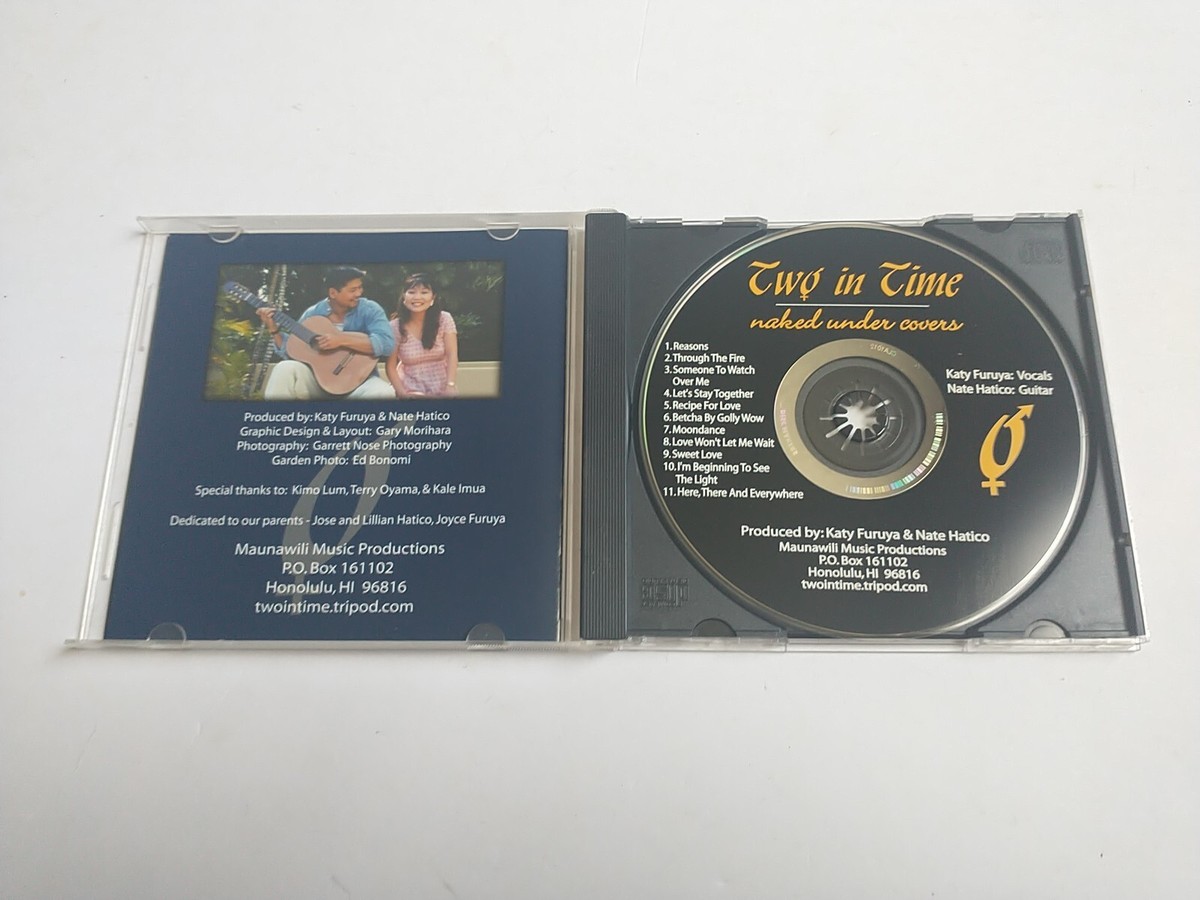 Produced by: Katy Furuya & Nate Hatico
Graphic Design & Layout: Gary Morihara
Photography: Garrett Nose Photography
Garden Photo: Ed Bonomi
Special thanks to: Kimo Lum, Terry Oyama, & Kale Imua
Dedicated to our parents - Jose and Lillian Hatico, Joyce Furuya
Maunawili Music Productions
P.O. Box 161102
Honolulu, HI 96816
twointime.tripod.com
Two in Time
naked under covers
1. Reasons
2. Through The Fire
3. Someone To Watch
Over Me
4. Let's Stay Together
5. Recipe For Love
6. Betcha By Golly Wow
7. Moondance
8. Love Won't Let Me Wait
9. Sweet Love
10. I'm Beginning To See
The Light
11. Here, There And Everywhere
Katy Furuya: Vocals
Nate Hatico: Guitar
Produced by: Katy Furuya & Nate Hatico
Maunawili Music Productions
P.O. Box 161102
Honolulu, HI 96816
twointime.tripod.com